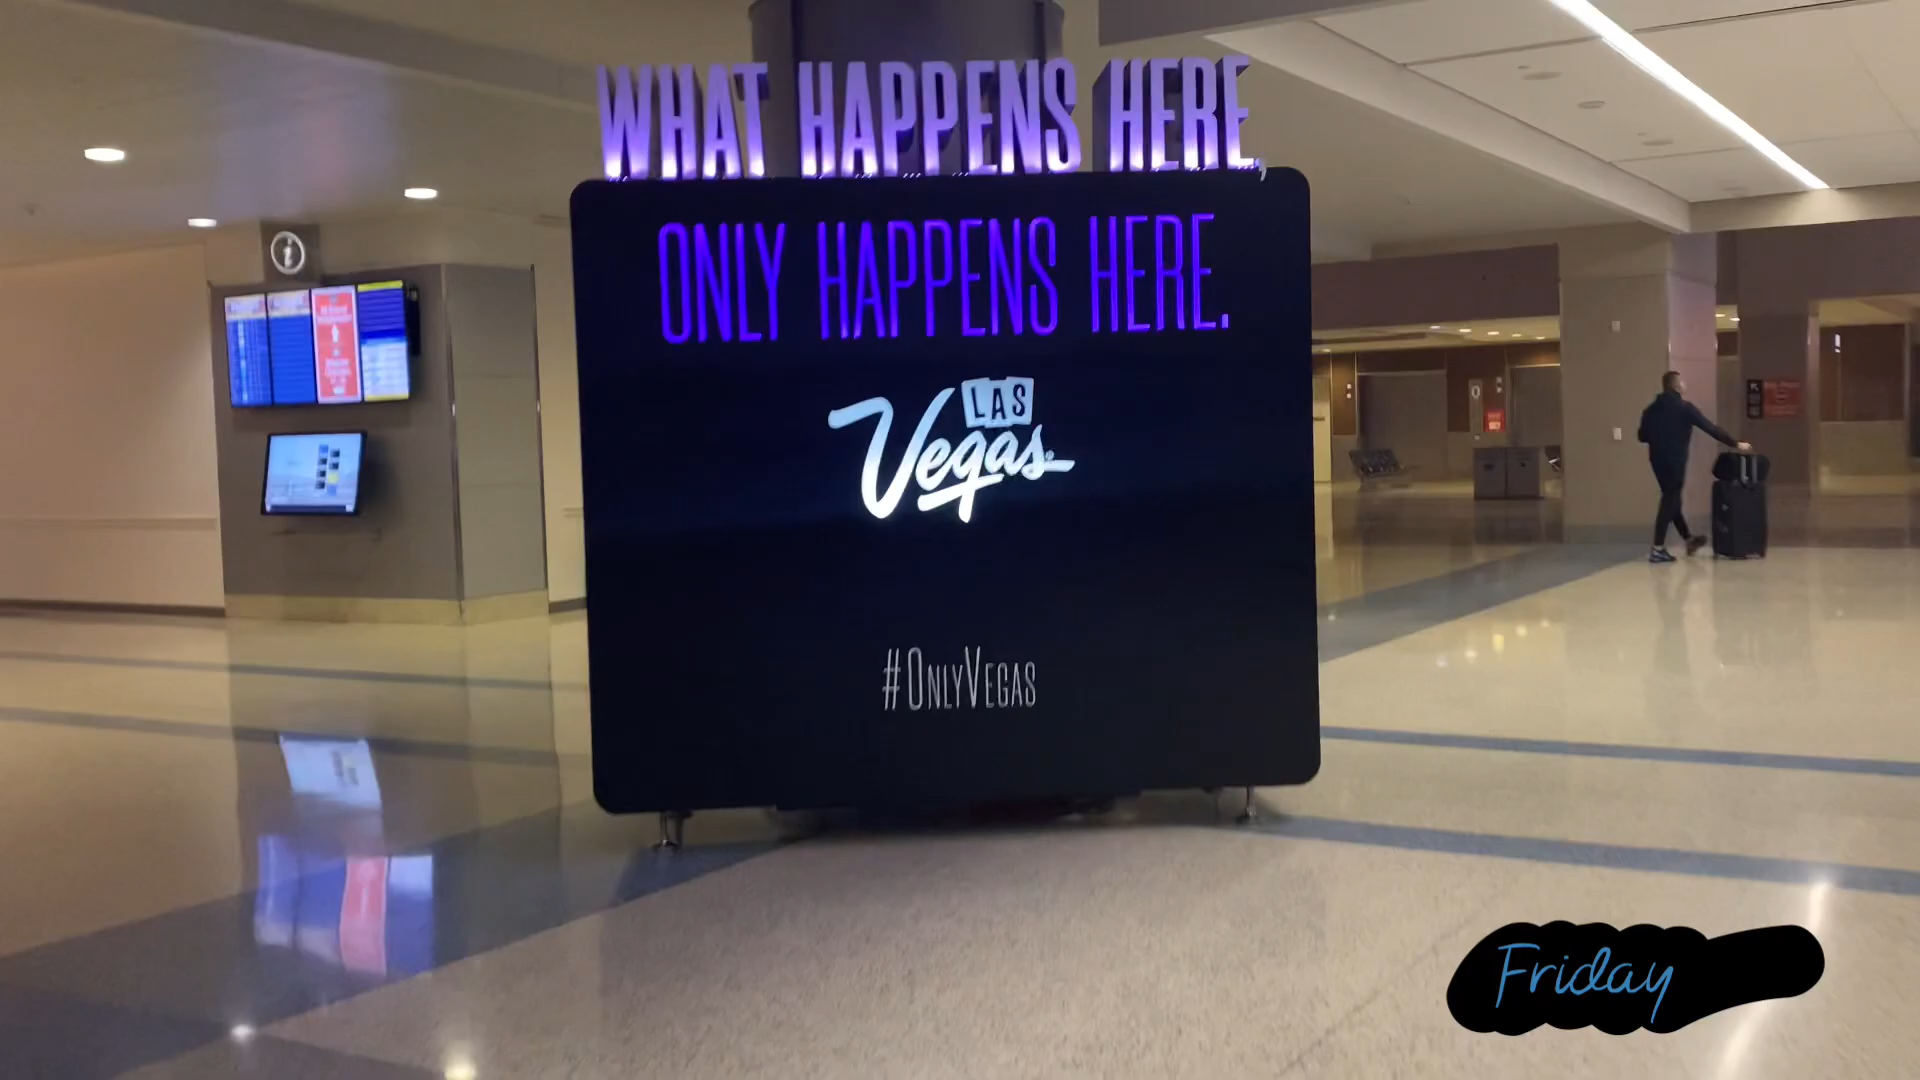 WHAT HAPPENS HERE,
ONLY HAPPENS HERE.
LAS
Vegas
#ONLYVEGAS
Friday